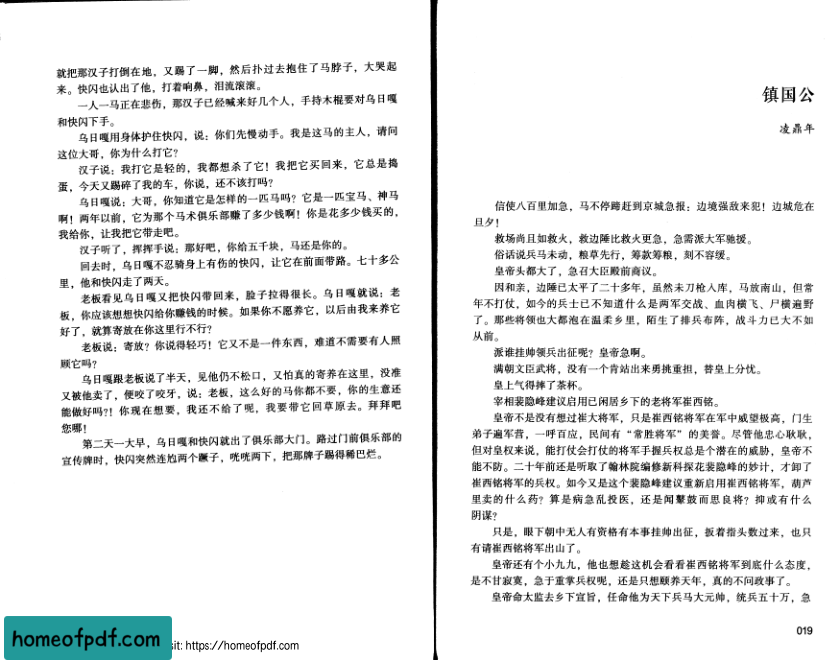 就把那汉子打倒在地，又踢了一脚，然后扑过去抱住了马脖子，大哭起
来。快闪也认出了他，打着响鼻，泪流滚滚。
一人一马正在悲伤，那汉子已经喊来好几个人，手持木棍要对乌日嘎
和快闪下手。
乌日嘎用身体护住快闪，说：你们先慢动手。我是这马的主人，请问
这位大哥，你为什么打它？
汉子说：我打它是轻的，我都想杀了它！我把它买回来，它总是捣
蛋，今天又踢碎了我的车，你说，还不该打吗？
乌日嘎说：大哥，你知道它是怎样的一匹马吗？它是一匹宝马、神马
啊！两年以前，它为那个马术俱乐部赚了多少钱啊！你是花多少钱买的，
我给你，让我把它带走吧。
汉子听了，挥挥手说：那好吧，你给五千块，马还是你的。
回去时，乌日嘎不忍骑身上有伤的快闪，让它在前面带路。七十多公
里，他和快闪走了两天。
老板看见乌日嘎又把快闪带回来，脸子拉得很长。乌日嘎就说：老
板，你应该想想快闪给你赚钱的时候。如果你不愿养它，以后由我来养它
好了，就算寄放在你这里行不行？
老板说：寄放？你说得轻巧！它又不是一件东西，难道不需要有人照
顾它吗？
乌日嘎跟老板说了半天，见他仍不松口，又怕真的寄养在这里，没准
又被他卖了，便咬了咬牙，说：老板，这么好的马你都不要，你的生意还
能做好吗？！你现在想要，我还不给了呢，我要带它回草原去。拜拜吧
您哪！
第二天一大早，乌日嘎和快闪就出了俱乐部大门。路过门前俱乐部的
宣传牌时，快闪突然连尥两个蹶子，咣咣两下，把那牌子踢得稀巴烂。
homeofpdf.com
sit: https://homeofpdf.com
镇国公
凌鼎年
信使八百里加急，马不停蹄赶到京城急报：边境强敌来犯！边城危在
旦夕！
救场尚且如救火，救边陲比救火更急，急需派大军驰援。
俗话说兵马未动，粮草先行，筹款筹粮，刻不容缓。
皇帝头都大了，急召大臣殿前商议。
因和亲，边陲已太平了二十多年，虽然未刀枪入库，马放南山，但常
年不打仗，如今的兵士已不知道什么是两军交战、血肉横飞、尸横遍野
了。那些将领也大都泡在温柔乡里，陌生了排兵布阵，战斗力已大不如
从前。
派谁挂帅领兵出征呢？皇帝急啊。
满朝文臣武将，没有一个肯站出来勇挑重担，替皇上分忧。
皇上气得摔了茶杯。
宰相裴隐峰建议启用已闲居乡下的老将军崔西铭。
皇帝不是没有想过崔大将军，只是崔西铭将军在军中威望极高，门生
弟子遍军营，一呼百应，民间有“常胜将军”的美誉。尽管他忠心耿耿，
但对皇权来说，能打仗会打仗的将军手握兵权总是个潜在的威胁，皇帝不
能不防。二十年前还是听取了翰林院编修新科探花裴隐峰的妙计，才卸了
崔西铭将军的兵权。如今又是这个裴隐峰建议重新启用崔西铭将军，葫芦
里卖的什么药？算是病急乱投医，还是闻鼙鼓而思良将？抑或有什么
阴谋？
只是，眼下朝中无人有资格有本事挂帅出征，扳着指头数过来，也只
有请崔西铭将军出山了。
皇帝还有个小九九，他也想趁这机会看看崔西铭将军到底什么态度，
是不甘寂寞，急于重掌兵权呢，还是只想颐养天年，真的不问政事了。
皇帝命太监去乡下宣旨，任命他为天下兵马大元帅，统兵五十万，急
019